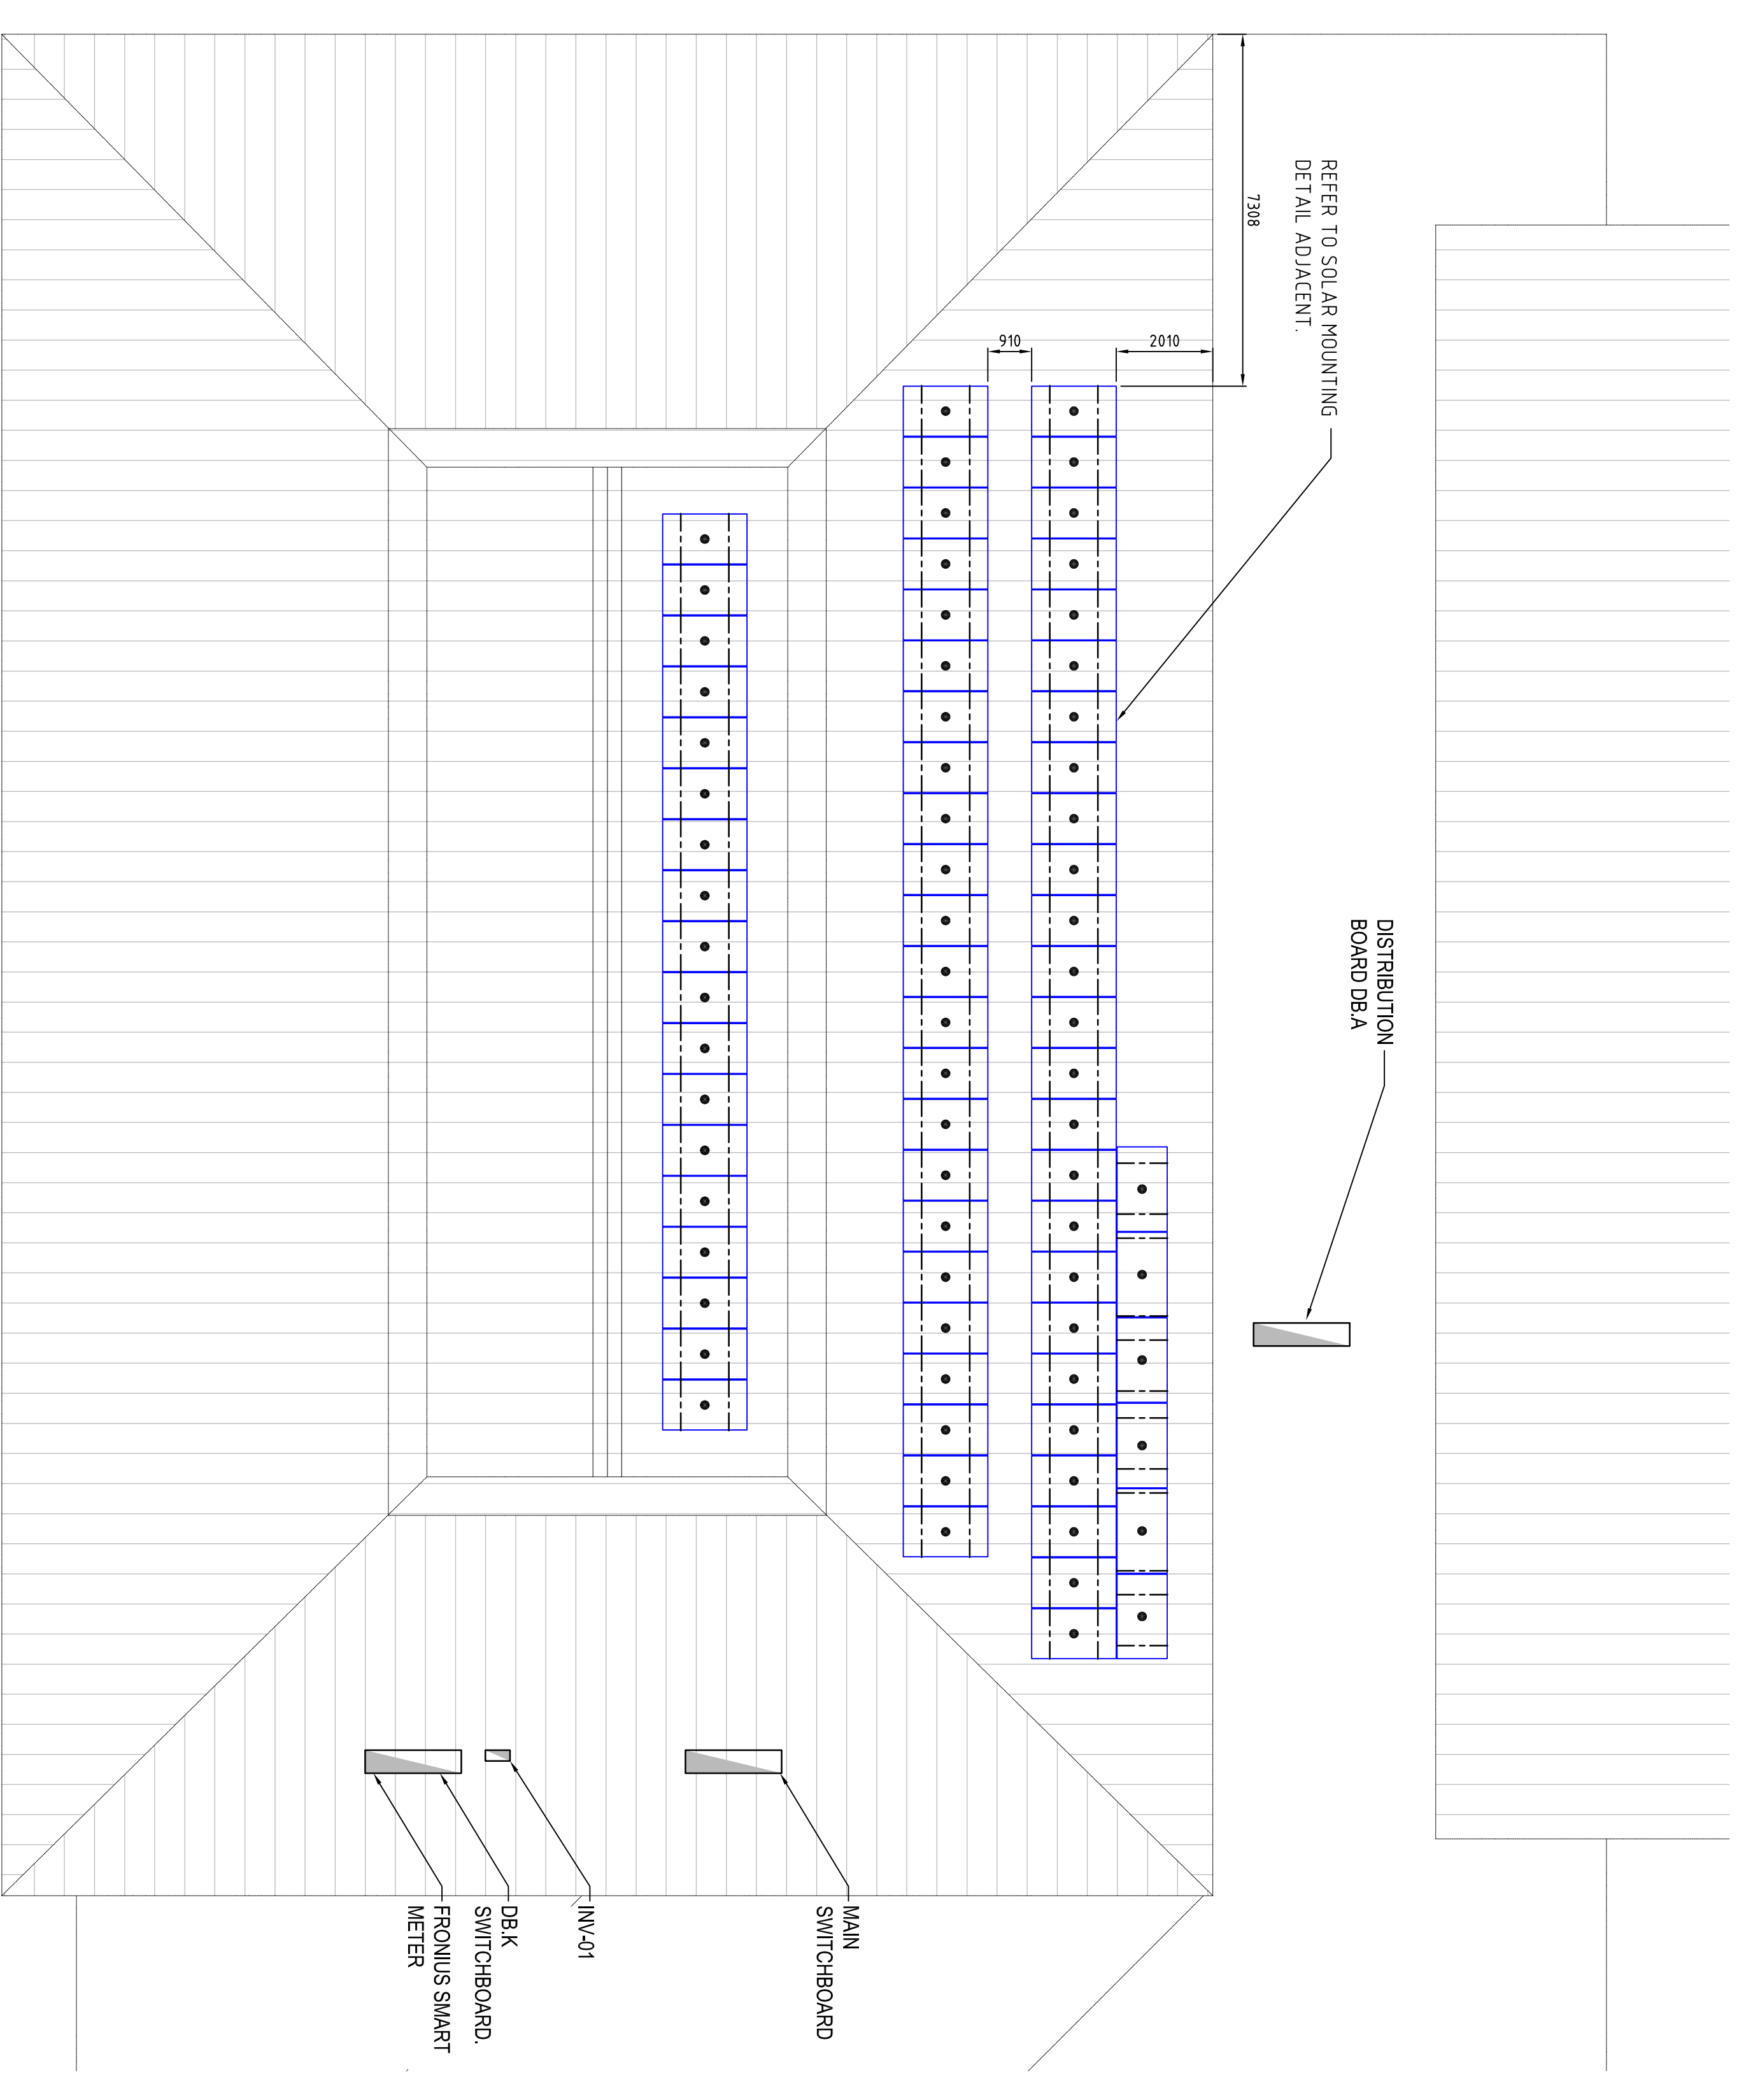 7308
REFER TO SOLAR MOUNTING
DETAIL ADJACENT.
910
2010
DISTRIBUTION
BOARD DB.A
MAIN
SWITCHBOARD
INV-01
DB.K
SWITCHBOARD.
FRONIUS SMART
METER